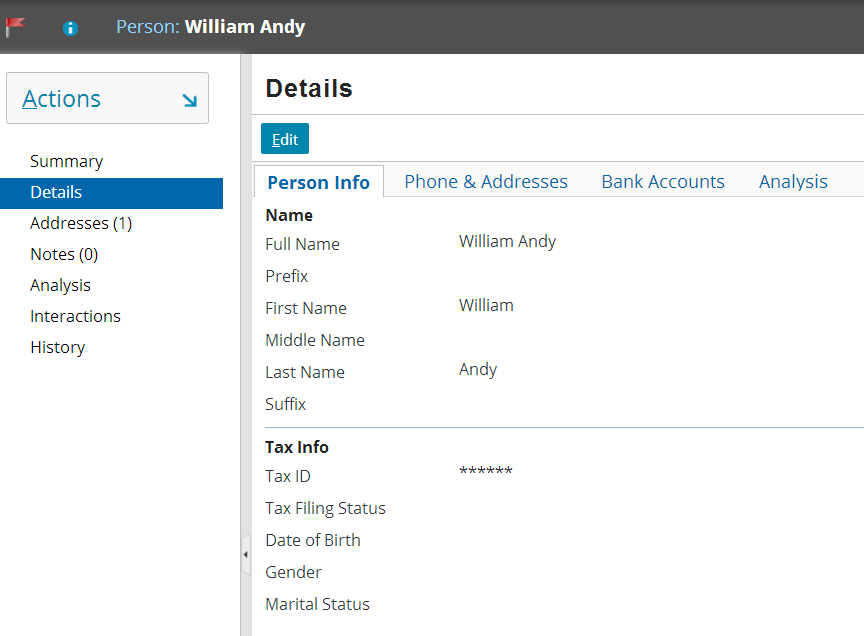 Person: William Andy
Actions
Summary
Details
Addresses (1)
Notes (0)
Analysis
Interactions
History
Details
Edit
Person Info Phone & Addresses Bank Accounts Analysis
Name
Full Name William Andy
Prefix
First Name William
Middle Name
Last Name Andy
Suffix
Tax Info
Tax ID ******
Tax Filing Status
Date of Birth
Gender
Marital Status